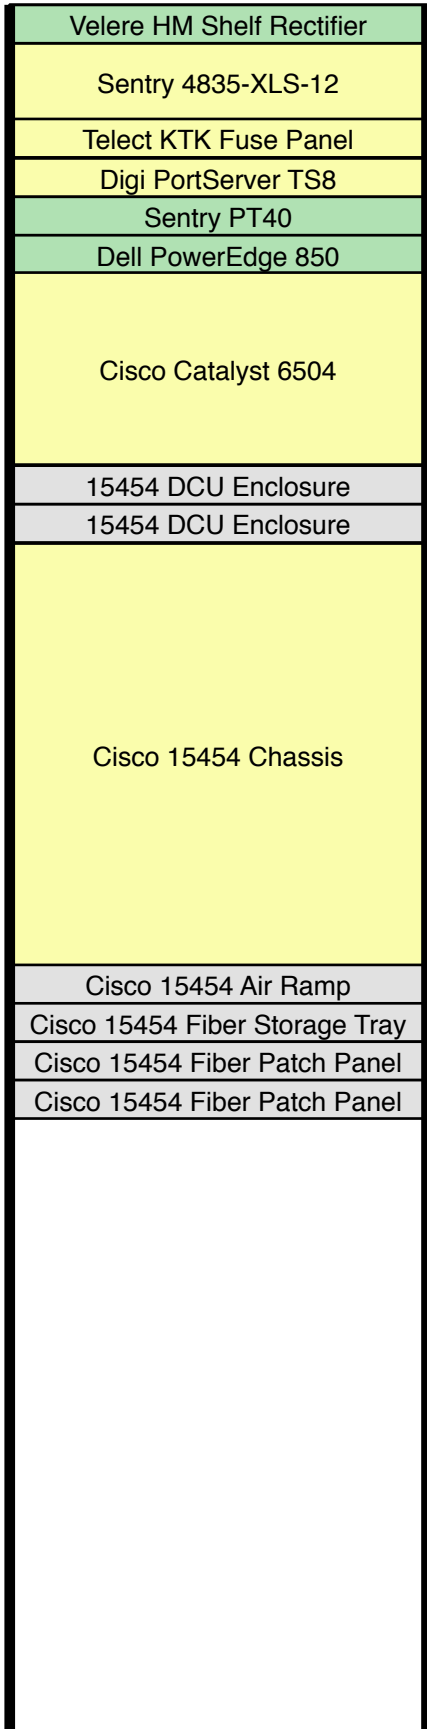 Velere HM Shelf Rectifier
Sentry 4835-XLS-12
Telect KTK Fuse Panel
Digi PortServer TS8
Sentry PT40
Dell PowerEdge 850
Cisco Catalyst 6504
15454 DCU Enclosure
15454 DCU Enclosure
Cisco 15454 Chassis
Cisco 15454 Air Ramp
Cisco 15454 Fiber Storage Tray
Cisco 15454 Fiber Patch Panel
Cisco 15454 Fiber Patch Panel